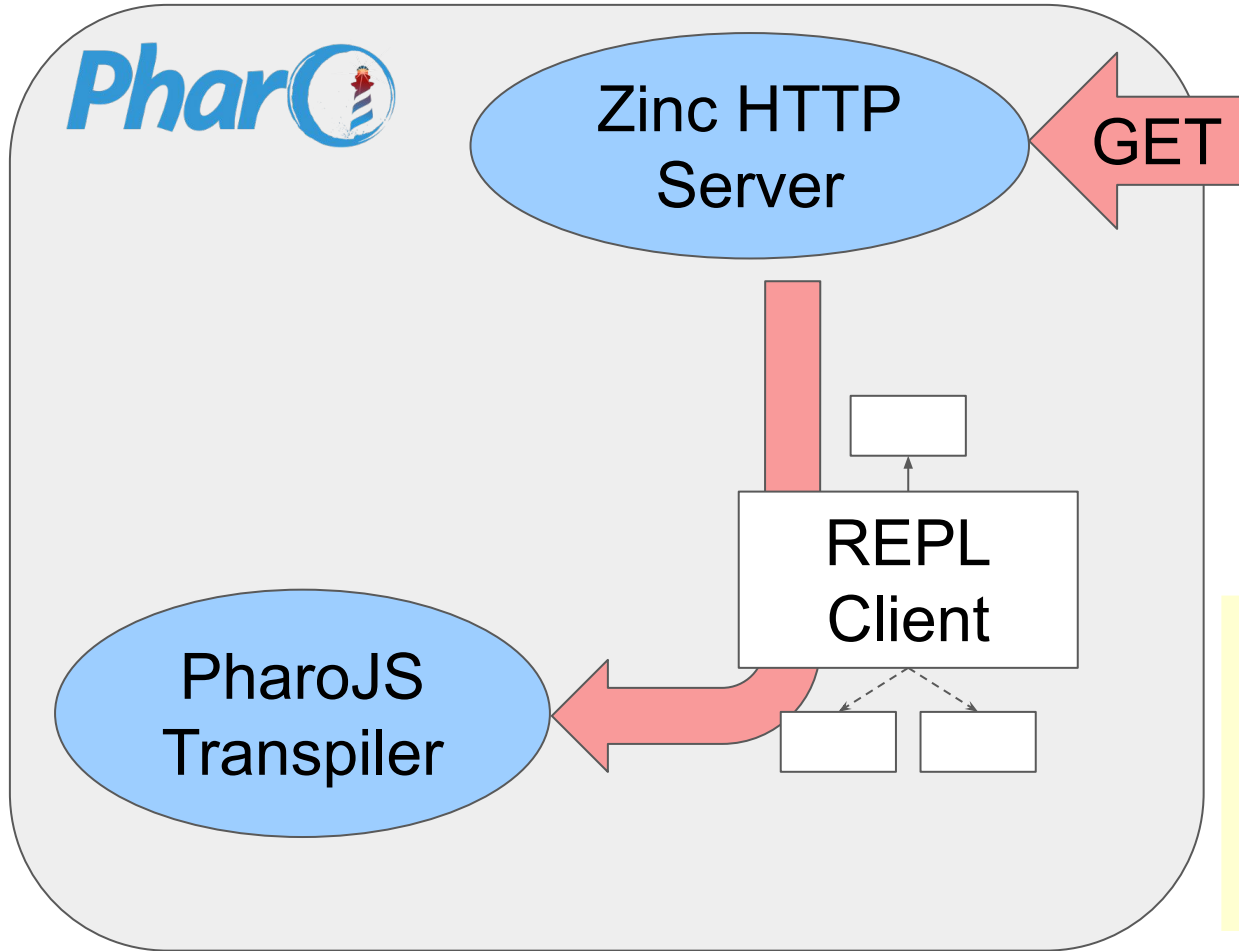 Pharo
Zinc HTTP
Server
GET
REPL
Client
PharoJS
Transpiler